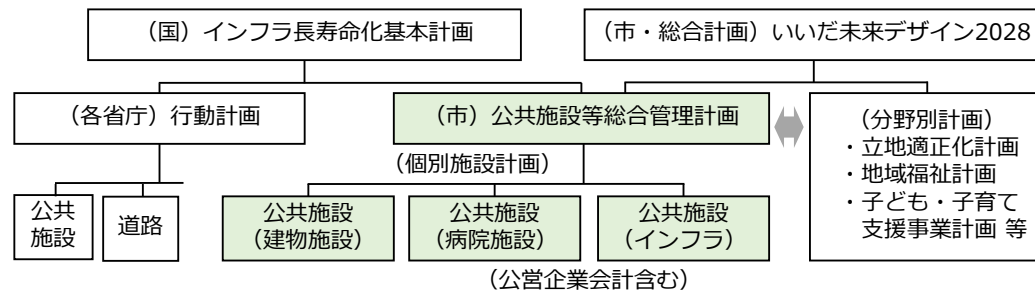 （国）インフラ長寿命化基本計画
（市・総合計画）いいだ未来デザイン2028
（各省庁）行動計画
（市）公共施設等総合管理計画
（分野別計画）
・立地適正化計画
・地域福祉計画
・子ども・子育て
支援事業計画 等
（個別施設計画）
公共
施設
道路
公共施設
（建物施設）
公共施設
（病院施設）
公共施設
（インフラ）
（公営企業会計含む）